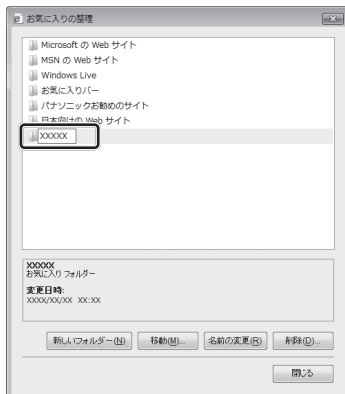 お気に入りの整理
Microsoft の Web サイト
MSN の Web サイト
Windows Live
お気に入りバー
パナソニックお勧めのサイト
日本向けの Web サイト
XXXXX
XXXXX
お気に入り フォルダー
変更日時:
XXXX/XX/XX XX:XX
新しいフォルダー(N) 移動(M)... 名前の変更(R) 削除(D)...
閉じる